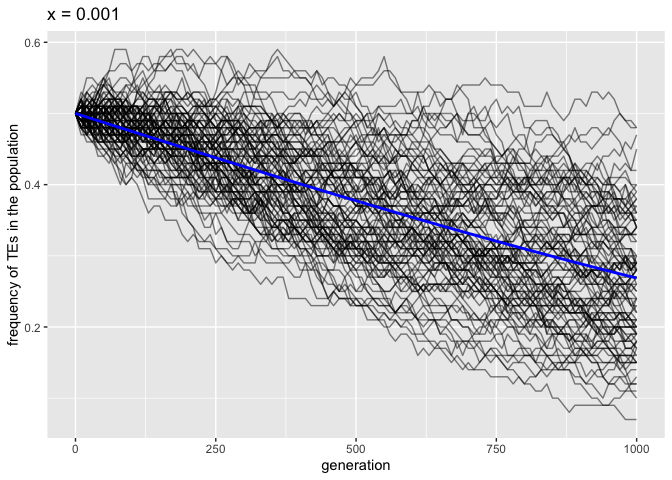 x = 0.001
frequency of TEs in the population
0.6
0.4
0.2
0
250
500
750
1000
generation